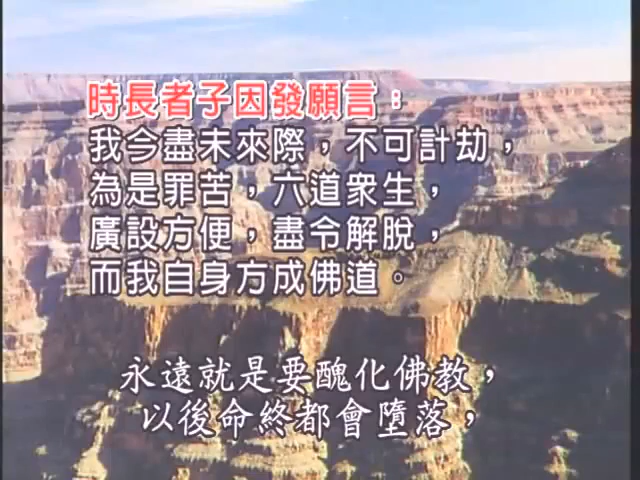 時長者子因發願言：
我今盡未來際，不可計劫，
為是罪苦，六道眾生，
廣設方便，盡令解脫，
而我自身方成佛道。
永遠就是要醜化佛教，
以後命終都會墮落，